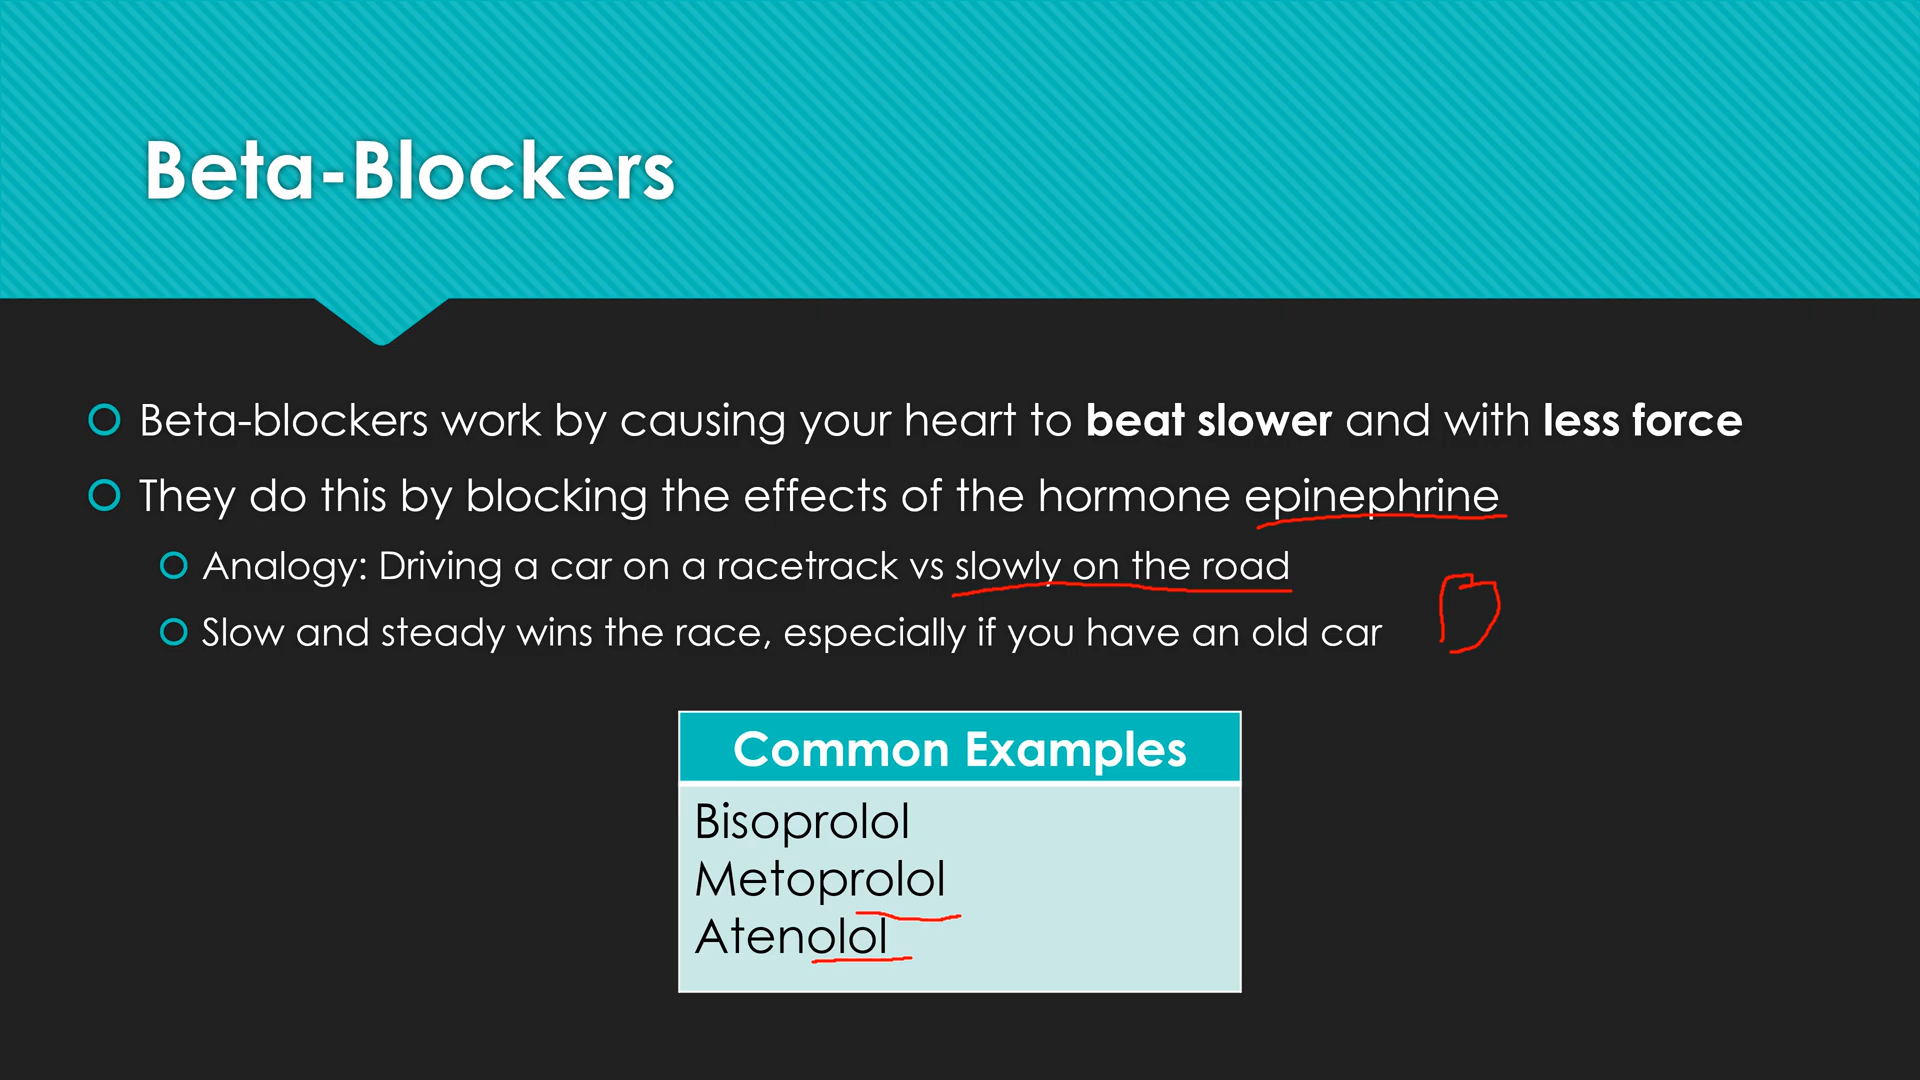 Beta-Blockers
Beta-blockers work by causing your heart to beat slower and with less force
They do this by blocking the effects of the hormone epinephrine
Analogy: Driving a car on a racetrack vs slowly on the road
Slow and steady wins the race, especially if you have an old car
Common Examples
Bisoprolol
Metoprolol
Atenolol